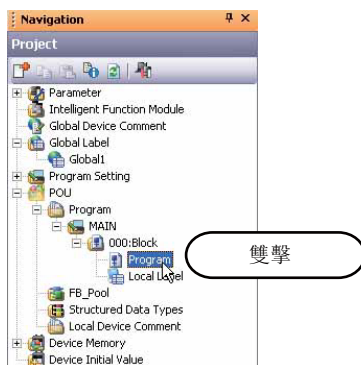 Navigation
Project
Parameter
Intelligent Function Module
Global Device Comment
Global Label
Global1
Program Setting
POU
Program
MAIN
000:Block
Program
雙擊
Local Label
FB_Pool
Structured Data Types
Local Device Comment
Device Memory
Device Initial Value